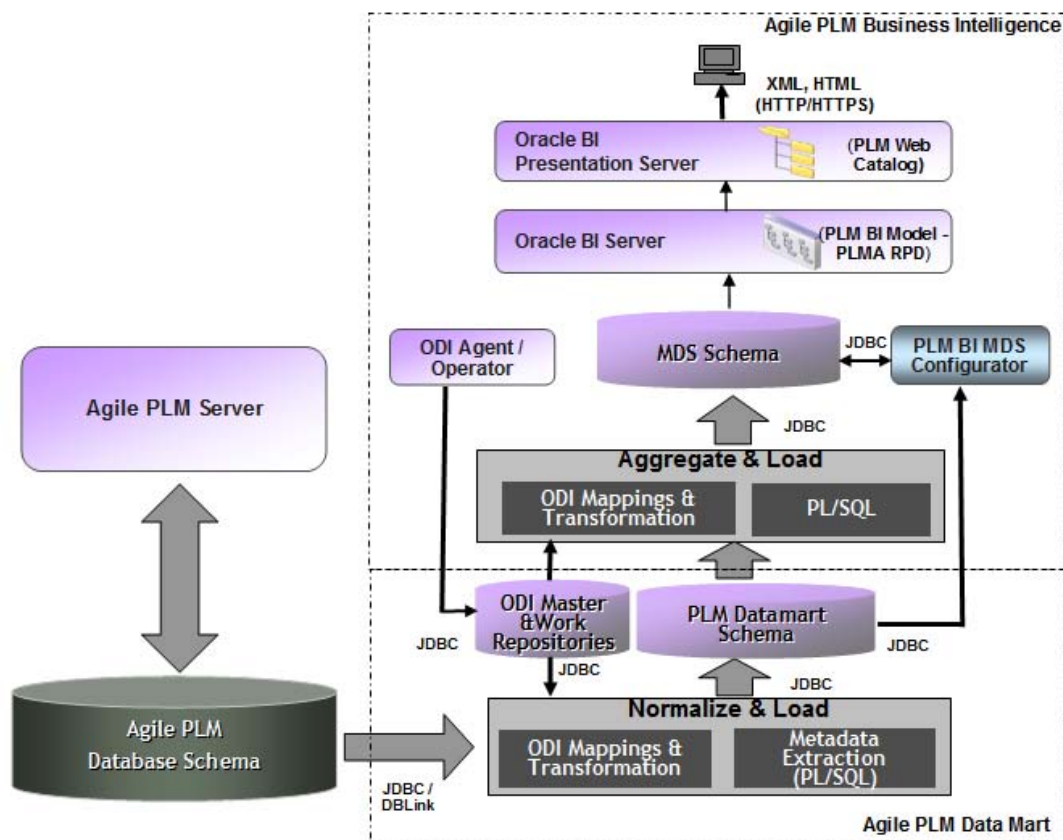 Agile PLM Business Intelligence
XML, HTML
(HTTP/HTTPS)
Oracle BI
Presentation Server
(PLM Web
Catalog)
Oracle BI Server
(PLM BI Model -
PLMA RPD)
ODI Agent /
Operator
MDS Schema
JDBC
PLM BI MDS
Configurator
Agile PLM Server
JDBC
Aggregate & Load
ODI Mappings &
Transformation
PL/SQL
ODI Master
&Work
Repositories
PLM Datamart
Schema
JDBC
JDBC
JDBC
JDBC
Normalize & Load
ODI Mappings &
Transformation
Metadata
Extraction
(PL/SQL)
Agile PLM
Database Schema
JDBC /
DBLink
Agile PLM Data Mart